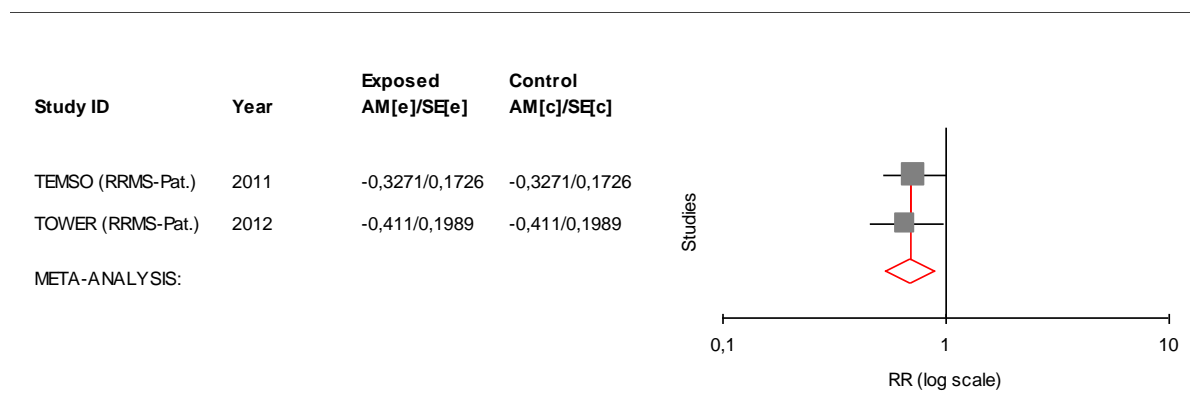 Exposed Control
Study ID Year AM[e]/SE[e] AM[c]/SE[c]
TEMSO (RRMS-Pat.) 2011 -0,3271/0,1726 -0,3271/0,1726
TOWER (RRMS-Pat.) 2012 -0,411/0,1989 -0,411/0,1989
META-ANALYSIS:
Studies
0,1 1 10
RR (log scale)